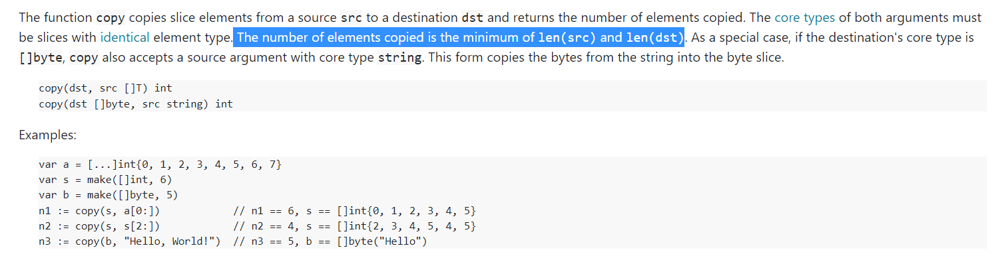 The function copy copies slice elements from a source src to a destination dst and returns the number of elements copied. The core types of both arguments must
be slices with identical element type. The number of elements copied is the minimum of len(src) and len(dst). As a special case, if the destination's core type is
[]byte, copy also accepts a source argument with core type string. This form copies the bytes from the string into the byte slice.
copy(dst, src []T) int
copy(dst []byte, src string) int
Examples:
var a = [...]int{0, 1, 2, 3, 4, 5, 6, 7}
var s = make([]int, 6)
var b = make([]byte, 5)
n1 := copy(s, a[0:])            // n1 == 6, s == []int{0, 1, 2, 3, 4, 5}
n2 := copy(s, s[2:])            // n2 == 4, s == []int{2, 3, 4, 5, 4, 5}
n3 := copy(b, "Hello, World!")  // n3 == 5, b == []byte("Hello")